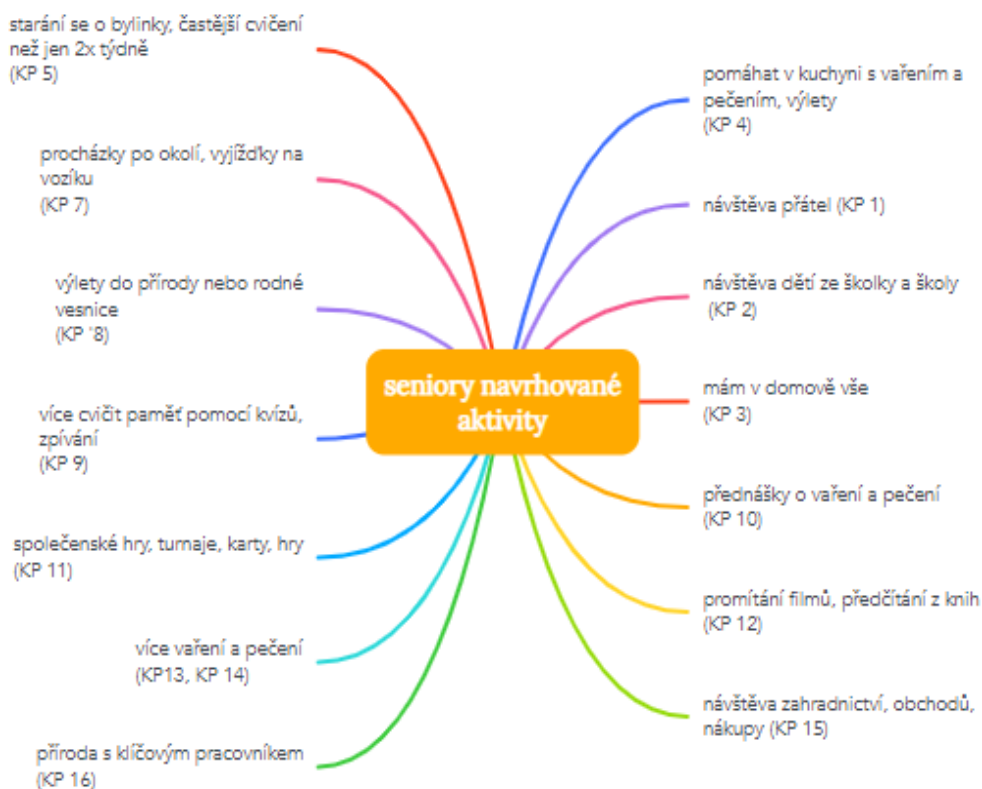 starání se o bylinky, častější cvičení
než jen 2x týdně
(KP 5)
procházky po okolí, vyjížďky na
vozíku
(KP 7)
výlety do přírody nebo rodné
vesnice
(KP '8)
více cvičit paměť pomocí kvízů,
zpívání
(KP 9)
společenské hry, turnaje, karty, hry
(KP 11)
více vaření a pečení
(KP13, KP 14)
příroda s klíčovým pracovníkem
(KP 16)
seniory navrhované
aktivity
pomáhat v kuchyni s vařením a
pečením, výlety
(KP 4)
návštěva přátel (KP 1)
návštěva dětí ze školky a školy
(KP 2)
mám v domově vše
(KP 3)
přednášky o vaření a pečení
(KP 10)
promítání filmů, předčítání z knih
(KP 12)
návštěva zahradnictví, obchodů,
nákupy (KP 15)